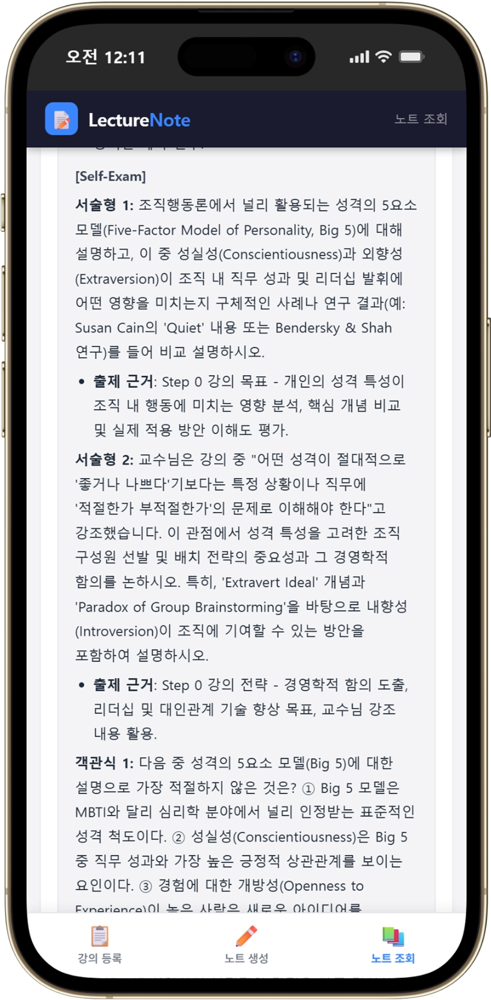 오전 12:11
LectureNote
노트 조회
[Self-Exam]
서술형 1: 조직행동론에서 널리 활용되는 성격의 5요소
모델(Five-Factor Model of Personality, Big 5)에 대해
설명하고, 이 중 성실성(Conscientiousness)과 외향성
(Extraversion)이 조직 내 직무 성과 및 리더십 발휘에
어떤 영향을 미치는지 구체적인 사례나 연구 결과(예:
Susan Cain의 'Quiet' 내용 또는 Bendersky & Shah
연구)를 들어 비교 설명하시오.
• 출제 근거: Step 0 강의 목표 - 개인의 성격 특성이
조직 내 행동에 미치는 영향 분석, 핵심 개념 비교
및 실제 적용 방안 이해도 평가.
서술형 2: 교수님은 강의 중 "어떤 성격이 절대적으로
'좋거나 나쁘다'기보다는 특정 상황이나 직무에
'적절한가 부적절한가'의 문제로 이해해야 한다"고
강조했습니다. 이 관점에서 성격 특성을 고려한 조직
구성원 선발 및 배치 전략의 중요성과 그 경영학적
함의를 논하시오. 특히, 'Extravert Ideal' 개념과
'Paradox of Group Brainstorming'을 바탕으로 내향성
(Introversion)이 조직에 기여할 수 있는 방안을
포함하여 설명하시오.
• 출제 근거: Step 0 강의 전략 - 경영학적 함의 도출,
리더십 및 대인관계 기술 향상 목표, 교수님 강조
내용 활용.
객관식 1: 다음 중 성격의 5요소 모델(Big 5)에 대한
설명으로 가장 적절하지 않은 것은? ① Big 5 모델은
MBTI와 달리 심리학 분야에서 널리 인정받는 표준적인
성격 척도이다. ② 성실성(Conscientiousness)은 Big 5
중 직무 성과와 가장 높은 긍정적 상관관계를 보이는
요인이다. ③ 경험에 대한 개방성(Openness to
Experience)이 높은 사람은 새로운 아이디어를
강의 등록
노트 생성
노트 조회